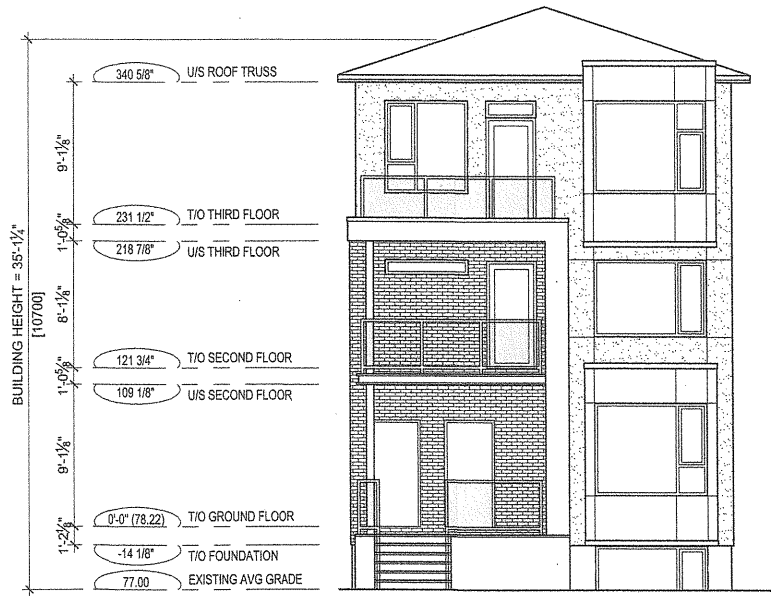 340 5/8" U/S ROOF TRUSS
9'-1⅛"
231 1/2" T/O THIRD FLOOR
1'-0⅝"
218 7/8" U/S THIRD FLOOR
BUILDING HEIGHT = 35'-1¼"
[10700]
8'-1⅛"
121 3/4" T/O SECOND FLOOR
1'-0⅝"
109 1/8" U/S SECOND FLOOR
9'-1⅛"
0'-0" (78.22) T/O GROUND FLOOR
1'-2⅛"
-14 1/8" T/O FOUNDATION
77.00 EXISTING AVG GRADE